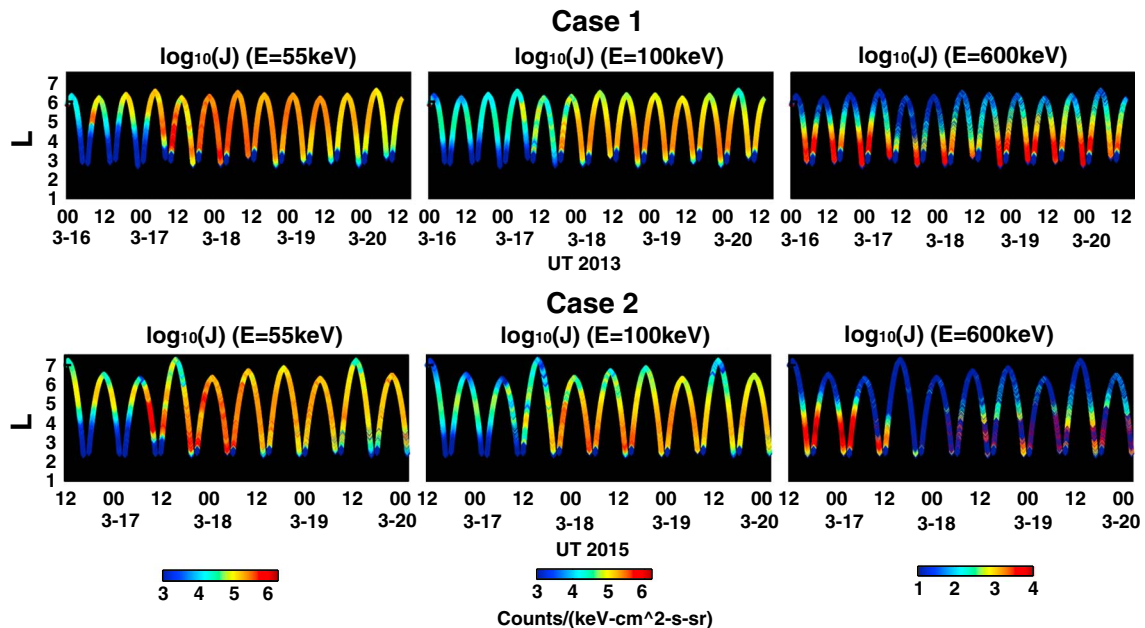 Case 1
log₁₀(J) (E=55keV) log₁₀(J) (E=100keV) log₁₀(J) (E=600keV)
L
7
6
5
4
3
2
1
00 12 00 12 00 12 00 12 00 12 00 12 00 12 00 12 00 12 00 12 00 12 00 12 00 12 00 12 00 12
3-16 3-17 3-18 3-19 3-20 3-16 3-17 3-18 3-19 3-20 3-16 3-17 3-18 3-19 3-20
UT 2013
Case 2
log₁₀(J) (E=55keV) log₁₀(J) (E=100keV) log₁₀(J) (E=600keV)
L
7
6
5
4
3
2
1
12 00 12 00 12 00 12 00 12 00 12 00 12 00 12 00 12 00 12 00 12 00 12 00
3-17 3-18 3-19 3-20 3-17 3-18 3-19 3-20 3-17 3-18 3-19 3-20
UT 2015
3 4 5 6 3 4 5 6 1 2 3 4
Counts/(keV-cm^2-s-sr)